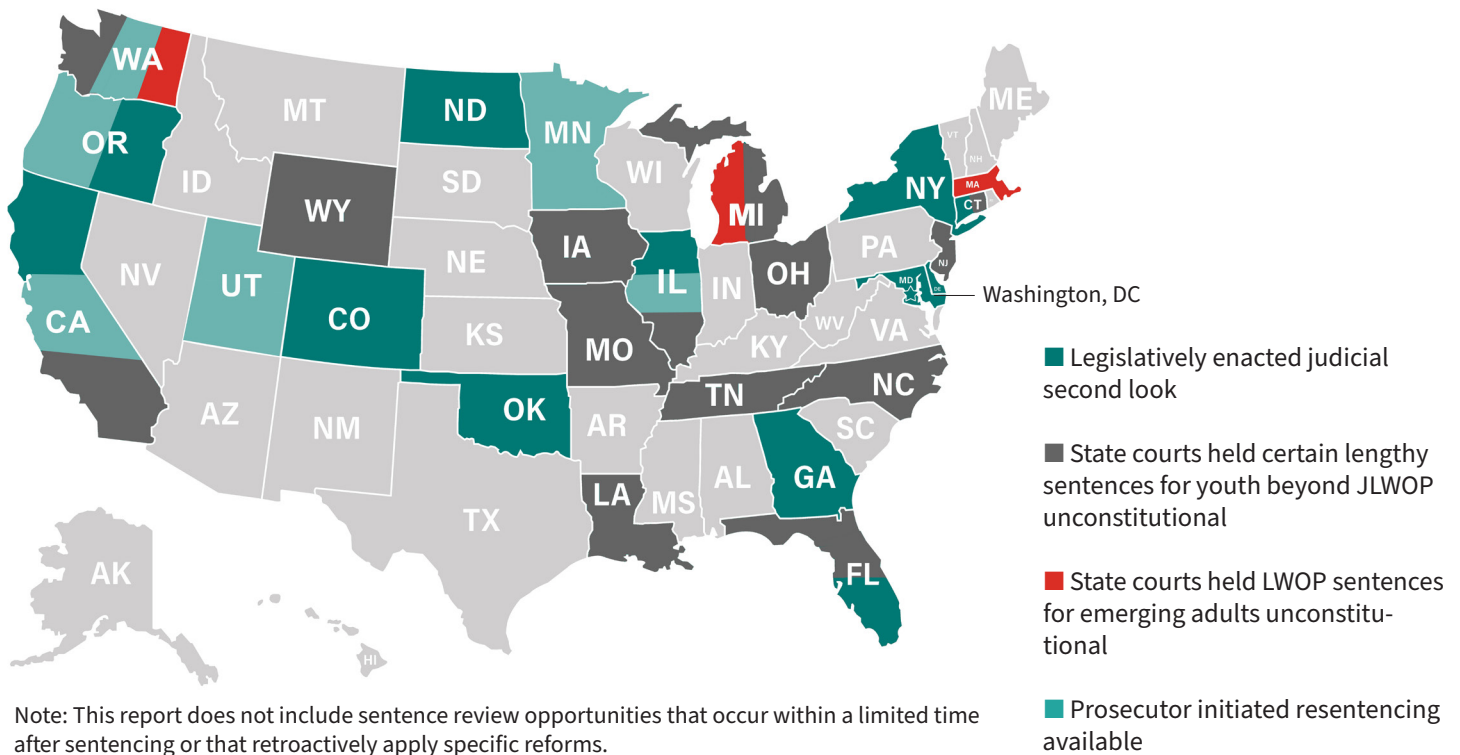 WA
MT
ND
MN
ME
OR
ID
SD
WI
VT
NH
WY
MI
NY
MA
CT
NV
UT
NE
IA
IL
IN
OH
PA
NJ
CA
CO
KS
MO
KY
WV
VA
MD
DE
Washington, DC
AZ
NM
OK
AR
TN
NC
SC
TX
LA
MS
AL
GA
FL
AK
HI
Legislatively enacted judicial
second look
State courts held certain lengthy
sentences for youth beyond JLWOP
unconstitutional
State courts held LWOP sentences
for emerging adults unconstitu-
tional
Prosecutor initiated resentencing
available
Note: This report does not include sentence review opportunities that occur within a limited time
after sentencing or that retroactively apply specific reforms.